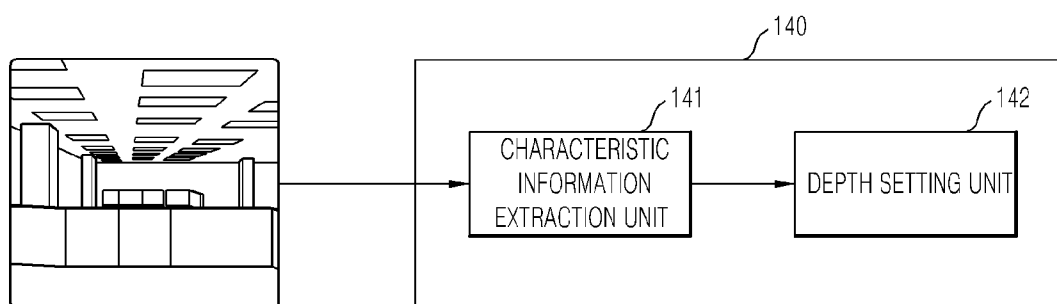 140
141
142
CHARACTERISTIC
INFORMATION
EXTRACTION UNIT
DEPTH SETTING UNIT